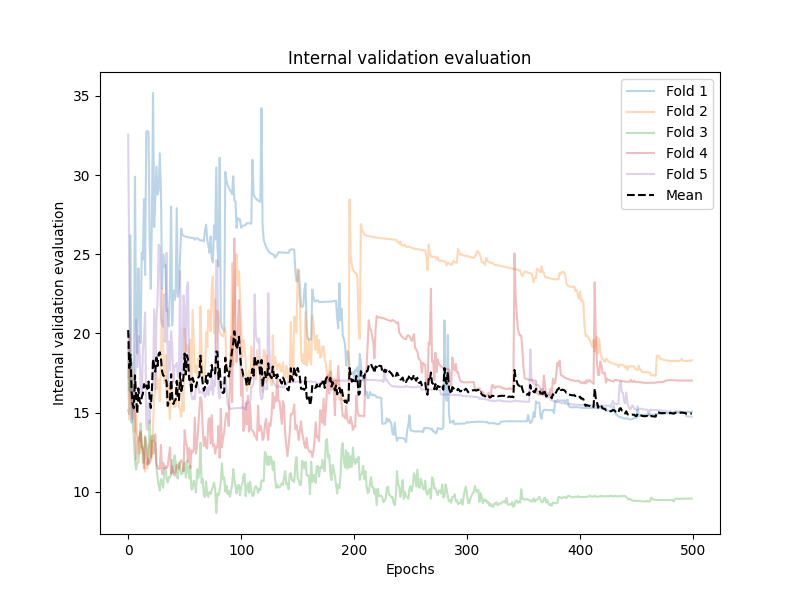 Internal validation evaluation
Internal validation evaluation
35
30
25
20
15
10
0
100
200
300
400
500
Epochs
Fold 1
Fold 2
Fold 3
Fold 4
Fold 5
Mean